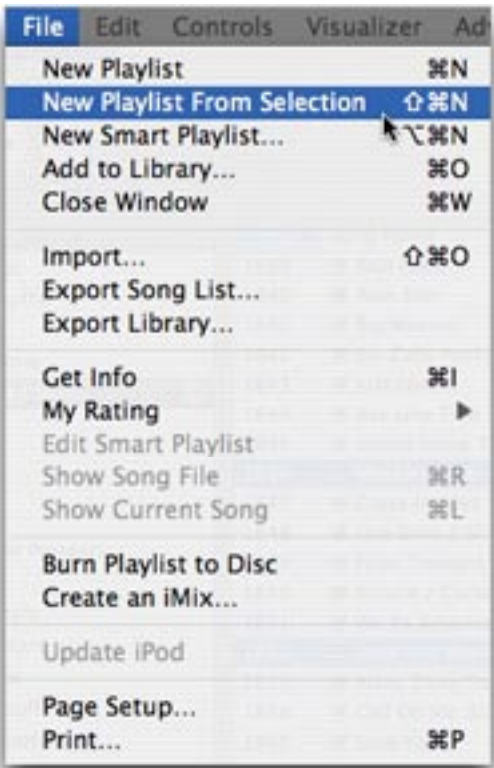 File Edit Controls Visualizer Ad
New Playlist ⌘N
New Playlist From Selection ⇧⌘N
New Smart Playlist... ⌥⌘N
Add to Library... ⌘O
Close Window ⌘W
Import... ⇧⌘O
Export Song List...
Export Library...
Get Info ⌘I
My Rating ▶
Edit Smart Playlist
Show Song File ⌘R
Show Current Song ⌘L
Burn Playlist to Disc
Create an iMix...
Update iPod
Page Setup...
Print... ⌘P